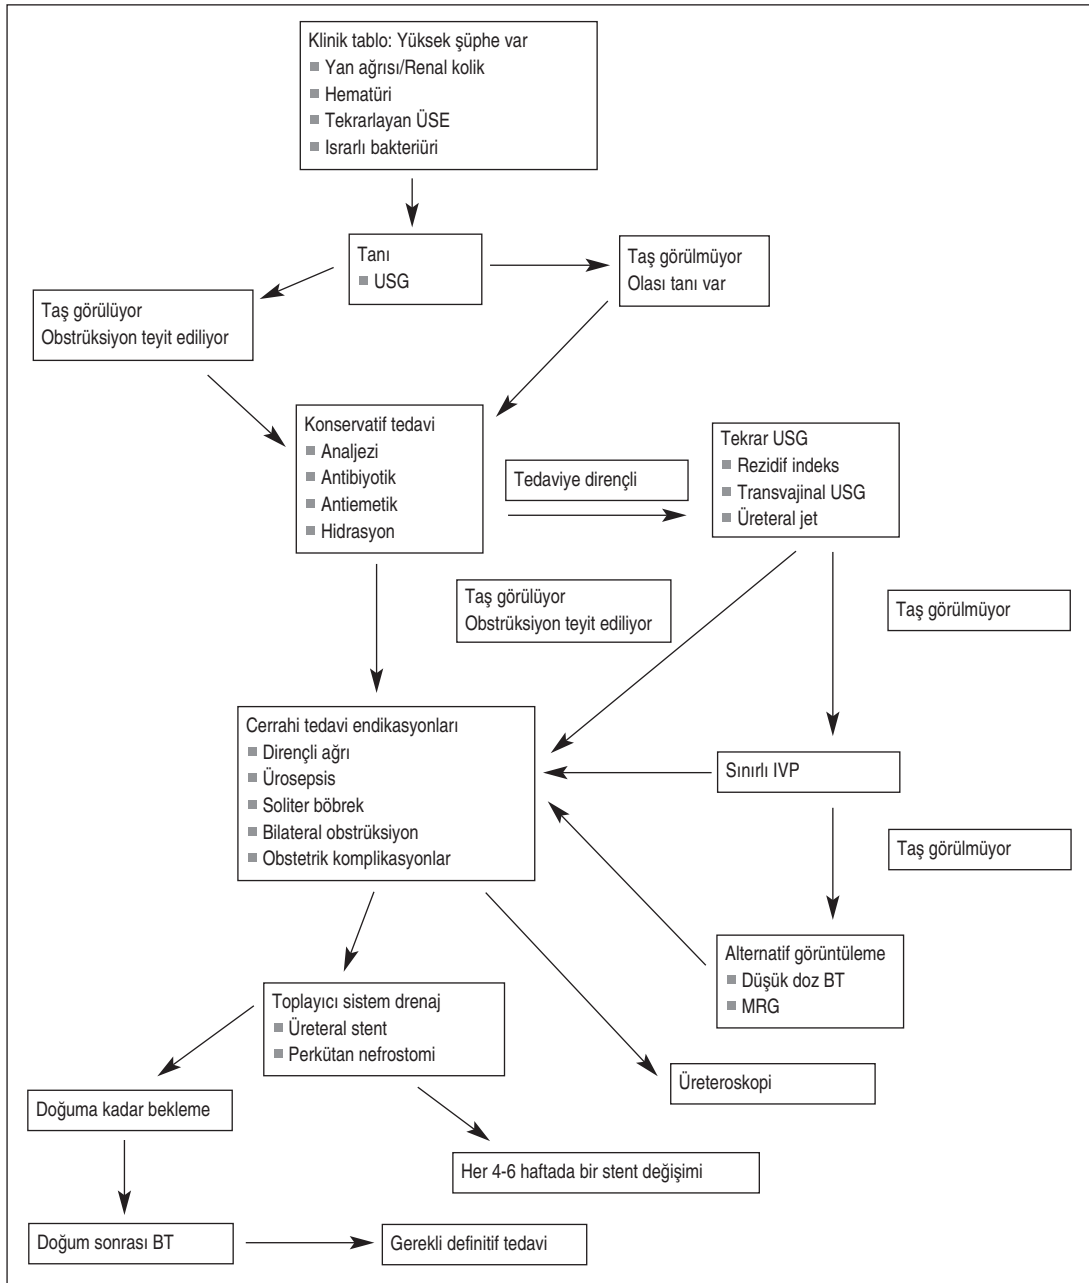 Klinik tablo: Yüksek şüphe var
■ Yan ağrısı/Renal kolik
■ Hematüri
■ Tekrarlayan ÜSE
■ Israrlı bakteriüri
Tanı
■ USG
Taş görülmüyor
Olası tanı var
Taş görülüyor
Obstrüksiyon teyit ediliyor
Konservatif tedavi
■ Analjezi
■ Antibiyotik
■ Antiemetik
■ Hidrasyon
Tedaviye dirençli
Tekrar USG
■ Rezidif indeks
■ Transvajinal USG
■ Üreteral jet
Taş görülüyor
Obstrüksiyon teyit ediliyor
Taş görülmüyor
Cerrahi tedavi endikasyonları
■ Dirençli ağrı
■ Ürosepsis
■ Soliter böbrek
■ Bilateral obstrüksiyon
■ Obstetrik komplikasyonlar
Sınırlı IVP
Taş görülmüyor
Alternatif görüntüleme
■ Düşük doz BT
■ MRG
Toplayıcı sistem drenaj
■ Üreteral stent
■ Perkütan nefrostomi
Üreteroskopi
Doğuma kadar bekleme
Her 4-6 haftada bir stent değişimi
Doğum sonrası BT
Gerekli definitif tedavi